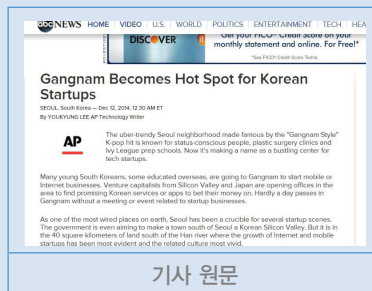 abc NEWS HOME VIDEO U.S. WORLD POLITICS ENTERTAINMENT TECH HEA
DISCOVER
Get your FICO® Credit Score on your
monthly statement and online. For Free!*
*See FICO® Credit Score Terms
Gangnam Becomes Hot Spot for Korean
Startups
SEOUL, South Korea — Dec 12, 2014, 12:30 AM ET
By YOUKYUNG LEE AP Technology Writer
AP
The uber-trendy Seoul neighborhood made famous by the "Gangnam Style"
K-pop hit is known for status-conscious people, plastic surgery clinics and
Ivy League prep schools. Now it's making a name as a bustling center for
tech startups.
Many young South Koreans, some educated overseas, are going to Gangnam to start mobile or
Internet businesses. Venture capitalists from Silicon Valley and Japan are opening offices in the
area to find promising Korean services or apps to bet their money on. Hardly a day passes in
Gangnam without a meeting or event related to startup businesses.
As one of the most wired places on earth, Seoul has been a crucible for several startup scenes.
The government is even aiming to make a town south of Seoul a Korean Silicon Valley. But it is in
the 40 square kilometers of land south of the Han river where the growth of Internet and mobile
startups has been most evident and the related culture most vivid.
기사 원문